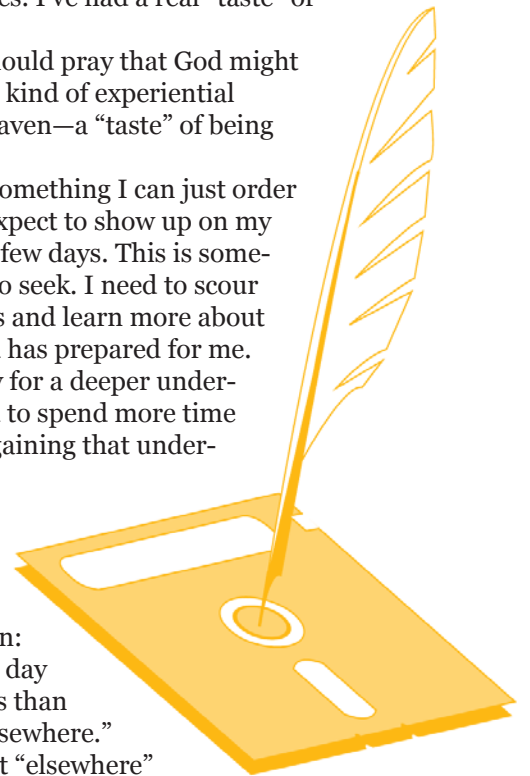 es. I've had a real “taste” of
ould pray that God might
kind of experiential
aven—a “taste” of being
omething I can just order
xpect to show up on my
few days. This is some-
o seek. I need to scour
s and learn more about
has prepared for me.
y for a deeper under-
to spend more time
gaining that under-
n:
day
s than
sewhere.”
t “elsewhere”